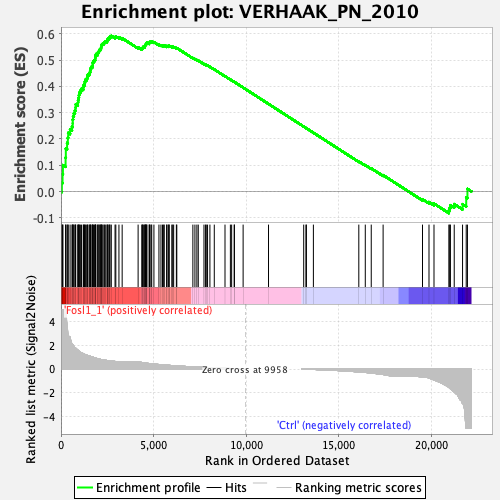 Enrichment plot: VERHAAK_PN_2010
Enrichment score (ES)
0.6
0.5
0.4
0.3
0.2
0.1
0.0
-0.1
'Fosl1_1' (positively correlated)
Ranked list metric (Signal2Noise)
4
2
0
-2
-4
Zero cross at 9958
'Ctrl' (negatively correlated)
0
5,000
10,000
15,000
20,000
Rank in Ordered Dataset
Enrichment profile
Hits
Ranking metric scores